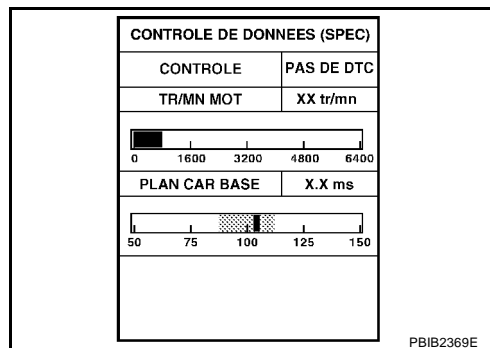 CONTROLE DE DONNEES (SPEC)
CONTROLE PAS DE DTC
TR/MN MOT XX tr/mn
0 1600 3200 4800 6400
PLAN CAR BASE X.X ms
50 75 100 125 150
PBIB2369E